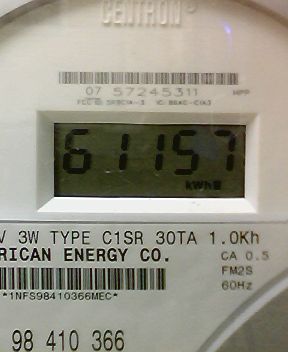 CENTRON
07 57245311
61157
kWh
V 3W TYPE C1SR 30TA 1.0Kh
RICAN ENERGY CO. CA 0.5
FM2S
*1NFS98410366MEC* 60Hz
98 410 366